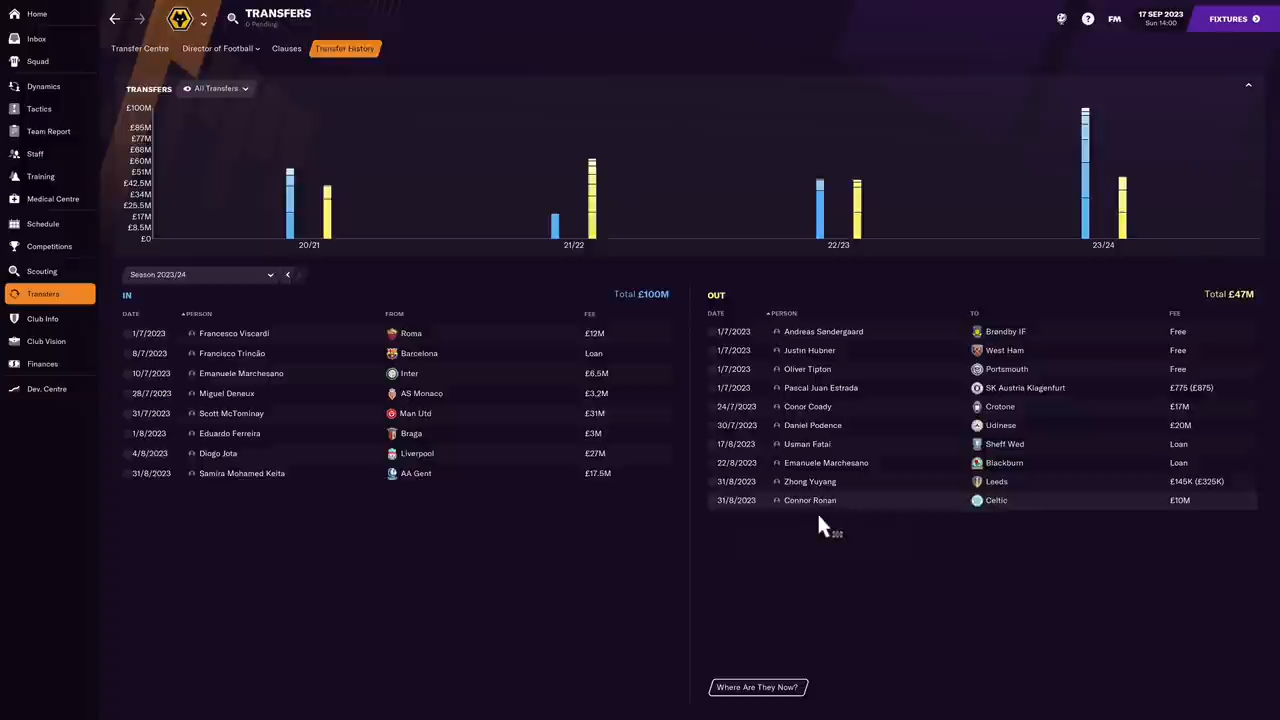 Home
Inbox
Squad
Dynamics
Tactics
Team Report
Staff
Training
Medical Centre
Schedule
Competitions
Scouting
Transfers
Club Info
Club Vision
Finances
Dev. Centre
TRANSFERS
0 Pending
FM
17 SEP 2023
Sun 14:00
FIXTURES
Transfer Centre
Director of Football
Clauses
Transfer History
TRANSFERS
All Transfers
£100M
£85M
£77M
£68M
£60M
£51M
£42.5M
£34M
£25.5M
£17M
£8.5M
£0
20/21
21/22
22/23
23/24
Season 2023/24
IN
Total £100M
DATE PERSON FROM FEE
1/7/2023 Francesco Viscardi Roma £12M
8/7/2023 Francisco Trincão Barcelona Loan
10/7/2023 Emanuele Marchesano Inter £6.5M
28/7/2023 Miguel Deneux AS Monaco £3.2M
31/7/2023 Scott McTominay Man Utd £31M
1/8/2023 Eduardo Ferreira Braga £3M
4/8/2023 Diogo Jota Liverpool £27M
31/8/2023 Samira Mohamed Keita AA Gent £17.5M
OUT
Total £47M
DATE PERSON TO FEE
1/7/2023 Andreas Søndergaard Brøndby IF Free
1/7/2023 Justin Hubner West Ham Free
1/7/2023 Oliver Tipton Portsmouth Free
1/7/2023 Pascal Juan Estrada SK Austria Klagenfurt £775 (£875)
24/7/2023 Conor Coady Crotone £17M
30/7/2023 Daniel Podence Udinese £20M
17/8/2023 Usman Fatai Sheff Wed Loan
22/8/2023 Emanuele Marchesano Blackburn Loan
31/8/2023 Zhong Yuyang Leeds £145K (£325K)
31/8/2023 Connor Ronan Celtic £10M
Where Are They Now?